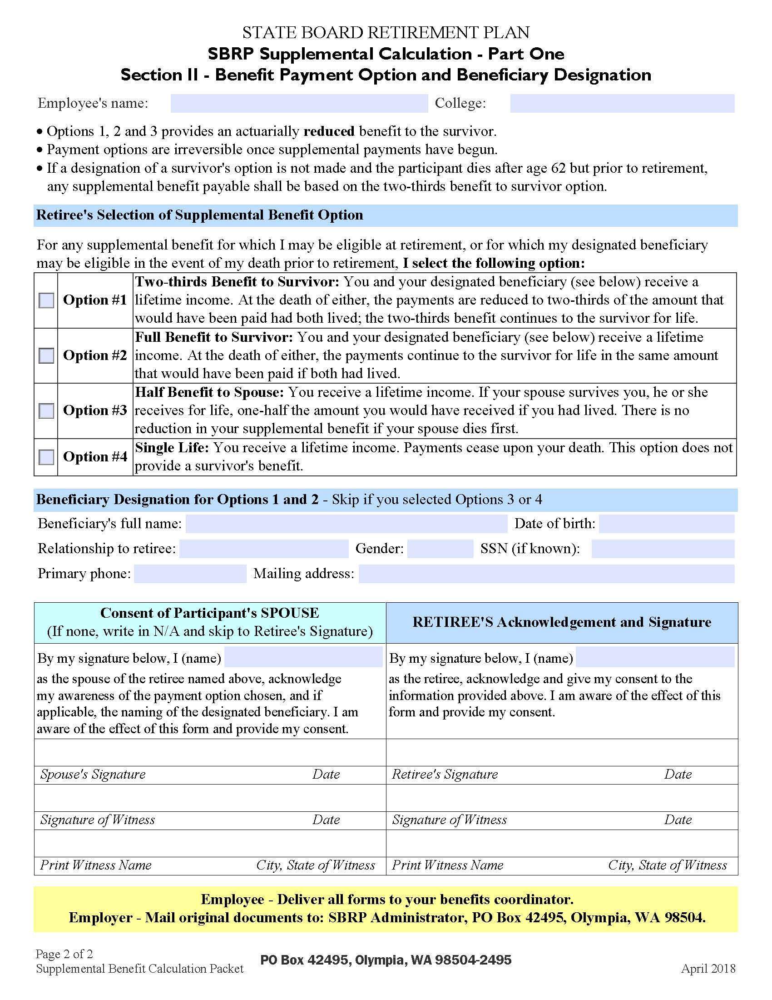 STATE BOARD RETIREMENT PLAN
SBRP Supplemental Calculation - Part One
Section II - Benefit Payment Option and Beneficiary Designation
Employee's name: College:
• Options 1, 2 and 3 provides an actuarially reduced benefit to the survivor.
• Payment options are irreversible once supplemental payments have begun.
• If a designation of a survivor's option is not made and the participant dies after age 62 but prior to retirement,
any supplemental benefit payable shall be based on the two-thirds benefit to survivor option.
Retiree's Selection of Supplemental Benefit Option
For any supplemental benefit for which I may be eligible at retirement, or for which my designated beneficiary
may be eligible in the event of my death prior to retirement, I select the following option:
Option #1
Two-thirds Benefit to Survivor: You and your designated beneficiary (see below) receive a
lifetime income. At the death of either, the payments are reduced to two-thirds of the amount that
would have been paid had both lived; the two-thirds benefit continues to the survivor for life.
Option #2
Full Benefit to Survivor: You and your designated beneficiary (see below) receive a lifetime
income. At the death of either, the payments continue to the survivor for life in the same amount
that would have been paid if both had lived.
Option #3
Half Benefit to Spouse: You receive a lifetime income. If your spouse survives you, he or she
receives for life, one-half the amount you would have received if you had lived. There is no
reduction in your supplemental benefit if your spouse dies first.
Option #4
Single Life: You receive a lifetime income. Payments cease upon your death. This option does not
provide a survivor's benefit.
Beneficiary Designation for Options 1 and 2 - Skip if you selected Options 3 or 4
Beneficiary's full name: Date of birth:
Relationship to retiree: Gender: SSN (if known):
Primary phone: Mailing address:
Consent of Participant's SPOUSE
(If none, write in N/A and skip to Retiree's Signature)
By my signature below, I (name)
as the spouse of the retiree named above, acknowledge
my awareness of the payment option chosen, and if
applicable, the naming of the designated beneficiary. I am
aware of the effect of this form and provide my consent.
Spouse's Signature Date
Signature of Witness Date
Print Witness Name City, State of Witness
RETIREE'S Acknowledgement and Signature
By my signature below, I (name)
as the retiree, acknowledge and give my consent to the
information provided above. I am aware of the effect of this
form and provide my consent.
Retiree's Signature Date
Signature of Witness Date
Print Witness Name City, State of Witness
Employee - Deliver all forms to your benefits coordinator.
Employer - Mail original documents to: SBRP Administrator, PO Box 42495, Olympia, WA 98504.
Page 2 of 2
Supplemental Benefit Calculation Packet
PO Box 42495, Olympia, WA 98504-2495
April 2018